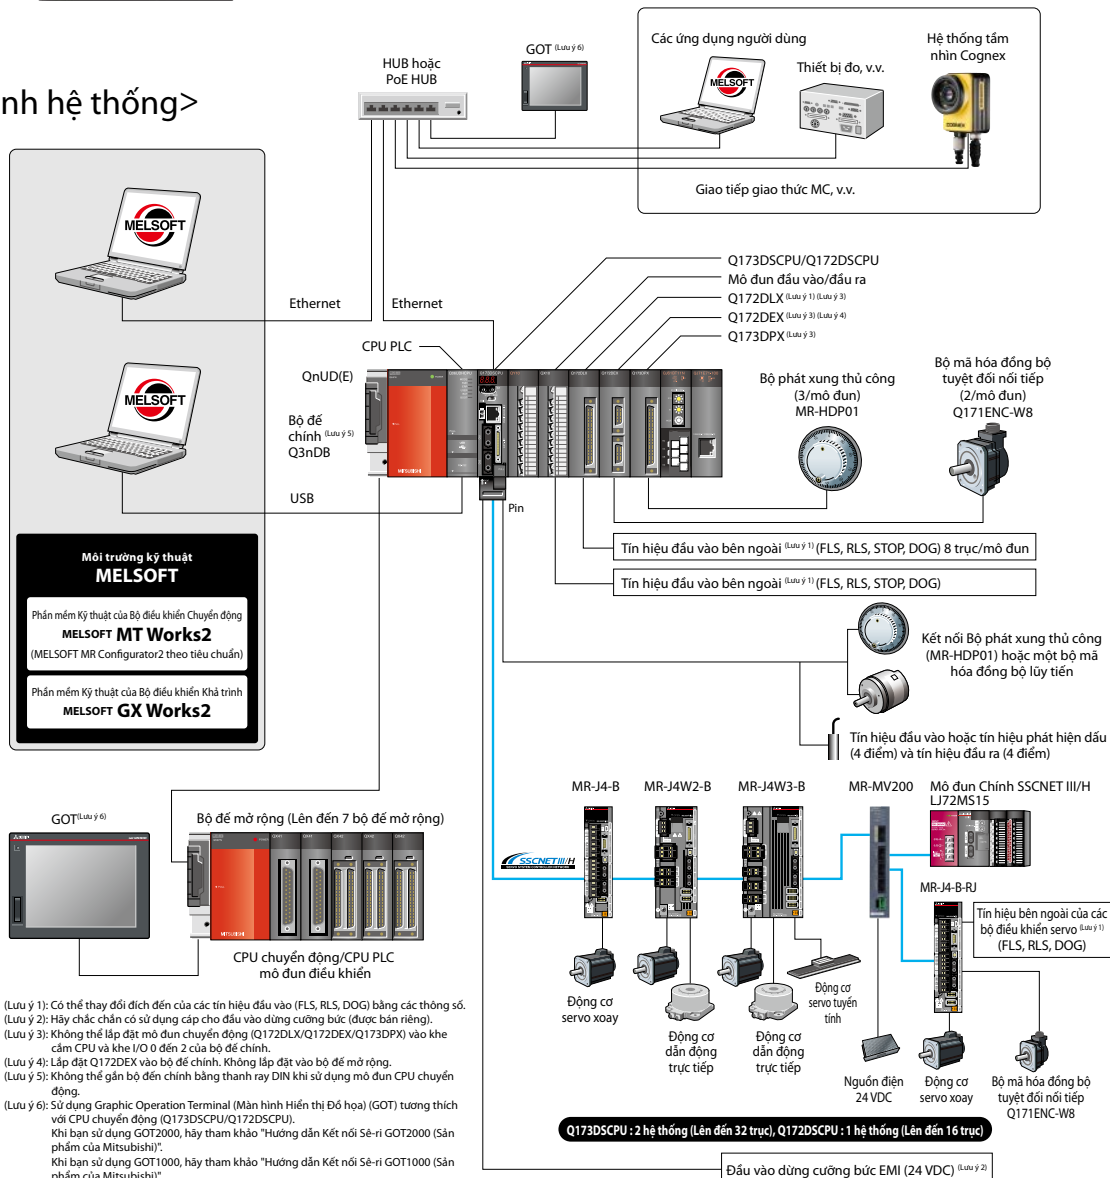 nh hệ thống>
HUB hoặc
PoE HUB
GOT (Lưu ý 6)
Các ứng dụng người dùng
MELSOFT
Thiết bị đo, v.v.
Hệ thống tầm
nhìn Cognex
Giao tiếp giao thức MC, v.v.
MELSOFT
Ethernet
Ethernet
Q173DSCPU/Q172DSCPU
Mô đun đầu vào/đầu ra
Q172DLX (Lưu ý 1) (Lưu ý 3)
Q172DEX (Lưu ý 3) (Lưu ý 4)
Q173DPX (Lưu ý 3)
CPU PLC
QnUD(E)
Bộ đế
chính (Lưu ý 5)
Q3nDB
MITSUBISHI
Pin
Bộ phát xung thủ công
(3/mô đun)
MR-HDP01
Bộ mã hóa đồng bộ
tuyệt đối nối tiếp
(2/mô đun)
Q171ENC-W8
MELSOFT
USB
Tín hiệu đầu vào bên ngoài (Lưu ý 1) (FLS, RLS, STOP, DOG) 8 trục/mô đun
Tín hiệu đầu vào bên ngoài (Lưu ý 1) (FLS, RLS, STOP, DOG)
Môi trường kỹ thuật
MELSOFT
Phần mềm Kỹ thuật của Bộ điều khiển Chuyển động
MELSOFT MT Works2
(MELSOFT MR Configurator2 theo tiêu chuẩn)
Phần mềm Kỹ thuật của Bộ điều khiển Khả trình
MELSOFT GX Works2
Kết nối Bộ phát xung thủ công
(MR-HDP01) hoặc một bộ mã
hóa đồng bộ lũy tiến
Tín hiệu đầu vào hoặc tín hiệu phát hiện dấu
(4 điểm) và tín hiệu đầu ra (4 điểm)
GOT(Lưu ý 6)
Bộ đế mở rộng (Lên đến 7 bộ đế mở rộng)
MITSUBISHI
CPU chuyển động/CPU PLC
mô đun điều khiển
SSCNETIII/H
MR-J4-B
MR-J4W2-B
MR-J4W3-B
MR-MV200
Mô đun Chính SSCNET III/H
LJ72MS15
MR-J4-B-RJ
Tín hiệu bên ngoài của các
bộ điều khiển servo (Lưu ý 1)
(FLS, RLS, DOG)
Động cơ
servo xoay
Động cơ
dẫn động
trực tiếp
Động cơ
dẫn động
trực tiếp
Động cơ
servo tuyến
tính
Nguồn điện
24 VDC
Động cơ
servo xoay
Bộ mã hóa đồng bộ
tuyệt đối nối tiếp
Q171ENC-W8
Q173DSCPU : 2 hệ thống (Lên đến 32 trục), Q172DSCPU : 1 hệ thống (Lên đến 16 trục)
Đầu vào dừng cưỡng bức EMI (24 VDC) (Lưu ý 2)
(Lưu ý 1): Có thể thay đổi đích đến của các tín hiệu đầu vào (FLS, RLS, DOG) bằng các thông số.
(Lưu ý 2): Hãy chắc chắn có sử dụng cáp cho đầu vào dừng cưỡng bức (được bán riêng).
(Lưu ý 3): Không thể lắp đặt mô đun chuyển động (Q172DLX/Q172DEX/Q173DPX) vào khe
cắm CPU và khe I/O 0 đến 2 của bộ đế chính.
(Lưu ý 4): Lắp đặt Q172DEX vào bộ đế chính. Không lắp đặt vào bộ đế mở rộng.
(Lưu ý 5): Không thể gắn bộ đến chính bằng thanh ray DIN khi sử dụng mô đun CPU chuyển
động.
(Lưu ý 6): Sử dụng Graphic Operation Terminal (Màn hình Hiển thị Đồ họa) (GOT) tương thích
với CPU chuyển động (Q173DSCPU/Q172DSCPU).
Khi bạn sử dụng GOT2000, hãy tham khảo "Hướng dẫn Kết nối Sê-ri GOT2000 (Sản
phẩm của Mitsubishi)".
Khi bạn sử dụng GOT1000, hãy tham khảo "Hướng dẫn Kết nối Sê-ri GOT1000 (Sản
phẩm của Mitsubishi)"